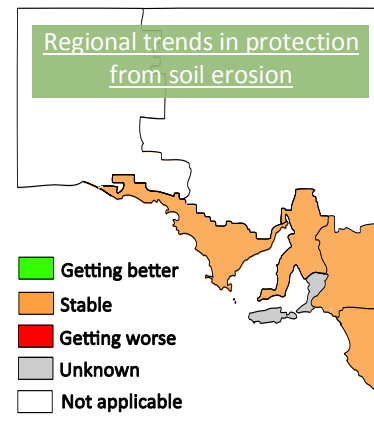 Regional trends in protection
from soil erosion
Getting better
Stable
Getting worse
Unknown
Not applicable